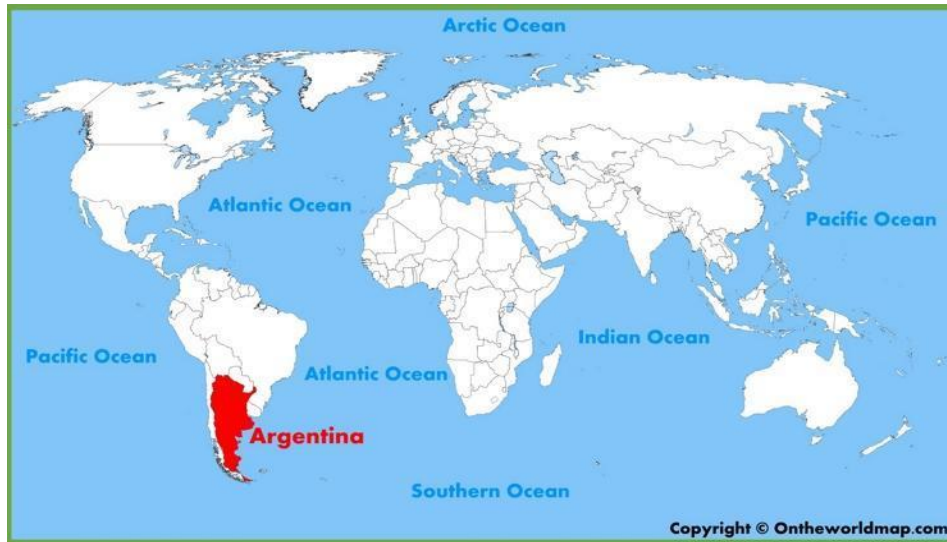 Arctic Ocean
Atlantic Ocean
Pacific Ocean
Indian Ocean
Pacific Ocean
Atlantic Ocean
Argentina
Southern Ocean
Copyright © Ontheworldmap.com